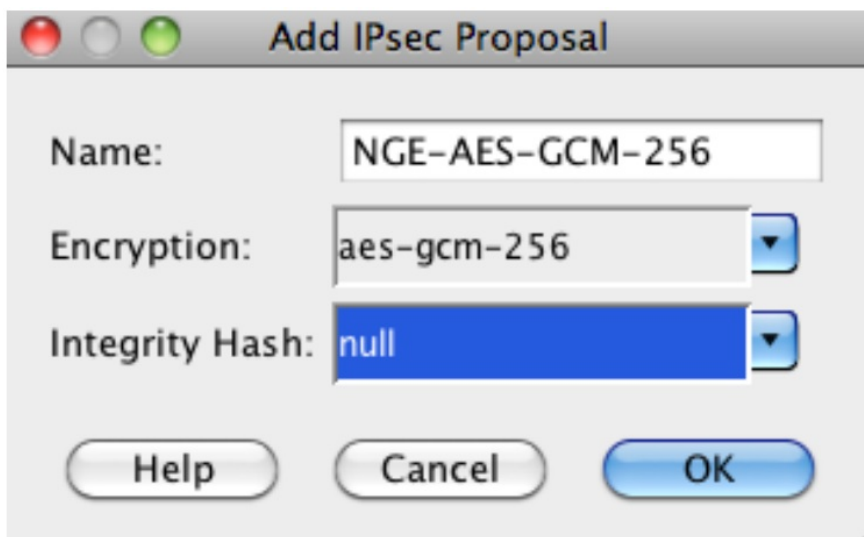 Add IPsec Proposal
Name: NGE-AES-GCM-256
Encryption: aes-gcm-256
Integrity Hash: null
Help Cancel OK